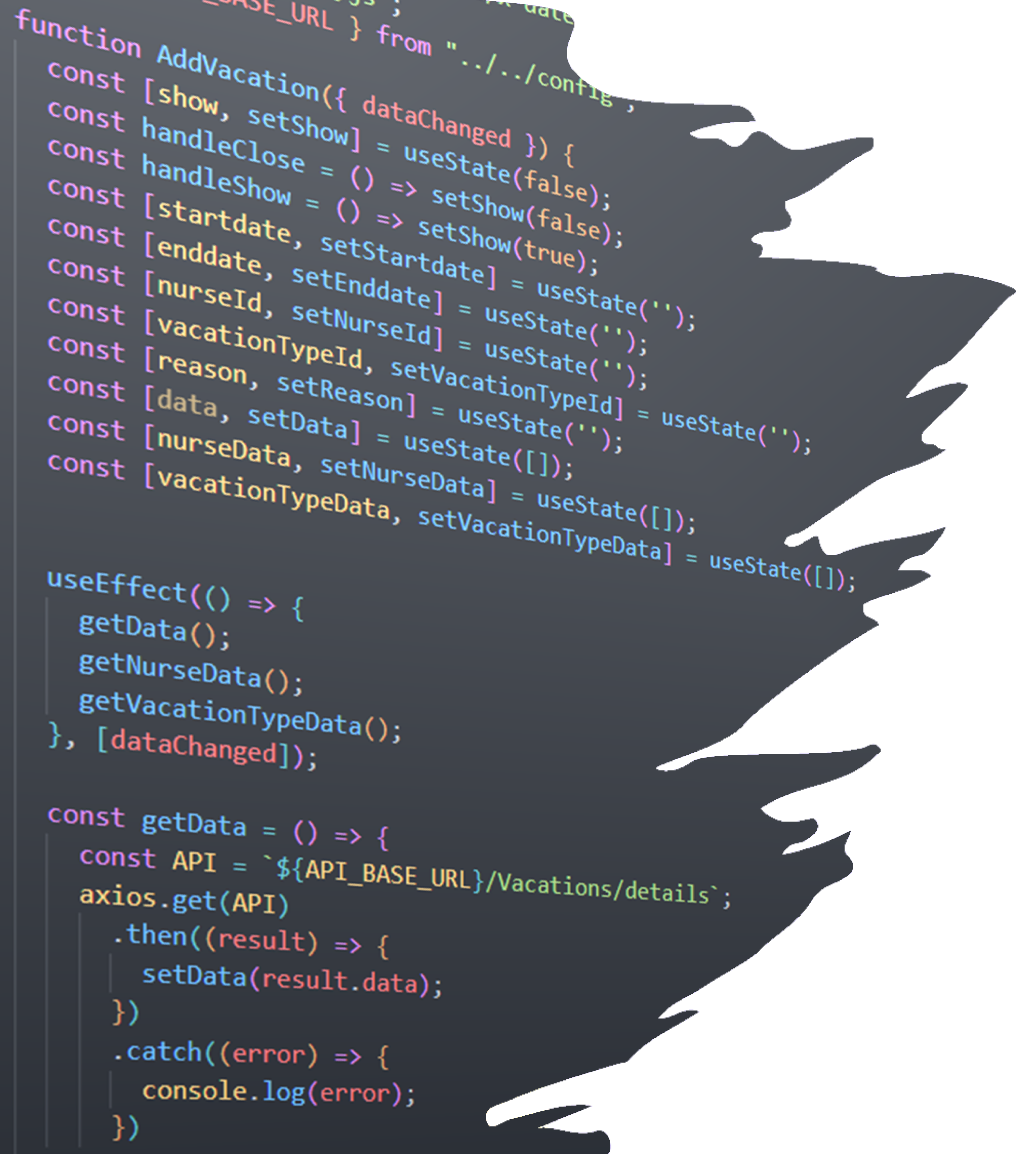 _BASE_URL } from "../../config";
function AddVacation({ dataChanged }) {
const [show, setShow] = useState(false);
const handleClose = () => setShow(false);
const handleShow = () => setShow(true);
const [startdate, setStartdate] = useState('');
const [enddate, setEnddate] = useState('');
const [nurseId, setNurseId] = useState('');
const [vacationTypeId, setVacationTypeId] = useState('');
const [reason, setReason] = useState('');
const [data, setData] = useState([]);
const [nurseData, setNurseData] = useState([]);
const [vacationTypeData, setVacationTypeData] = useState([]);
useEffect(() => {
getData();
getNurseData();
getVacationTypeData();
}, [dataChanged]);
const getData = () => {
const API = `${API_BASE_URL}/Vacations/details`;
axios.get(API)
.then((result) => {
setData(result.data);
})
.catch((error) => {
console.log(error);
})